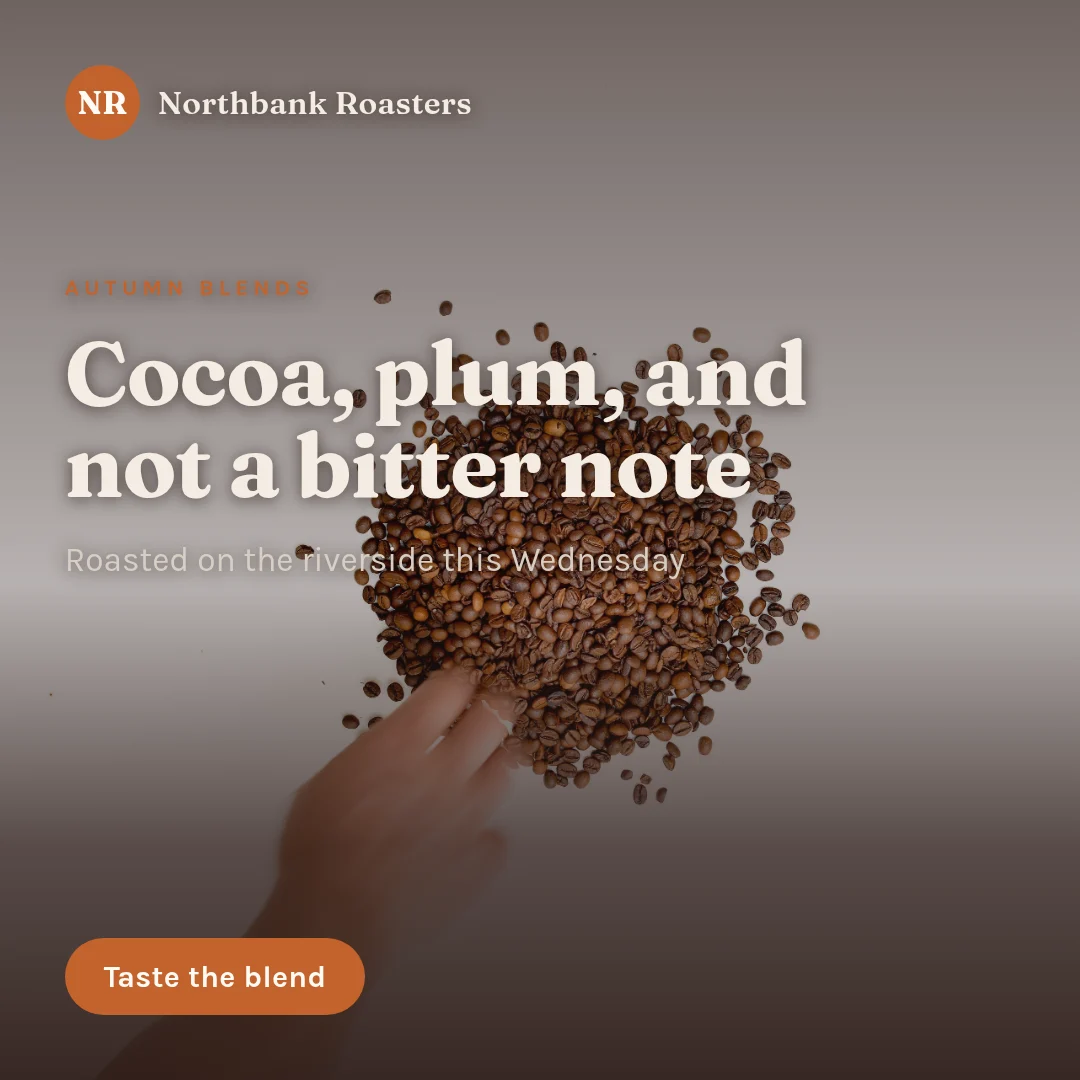 NR
Northbank Roasters
AUTUMN BLENDS
Cocoa, plum, and
not a bitter note
Roasted on the riverside this Wednesday
Taste the blend